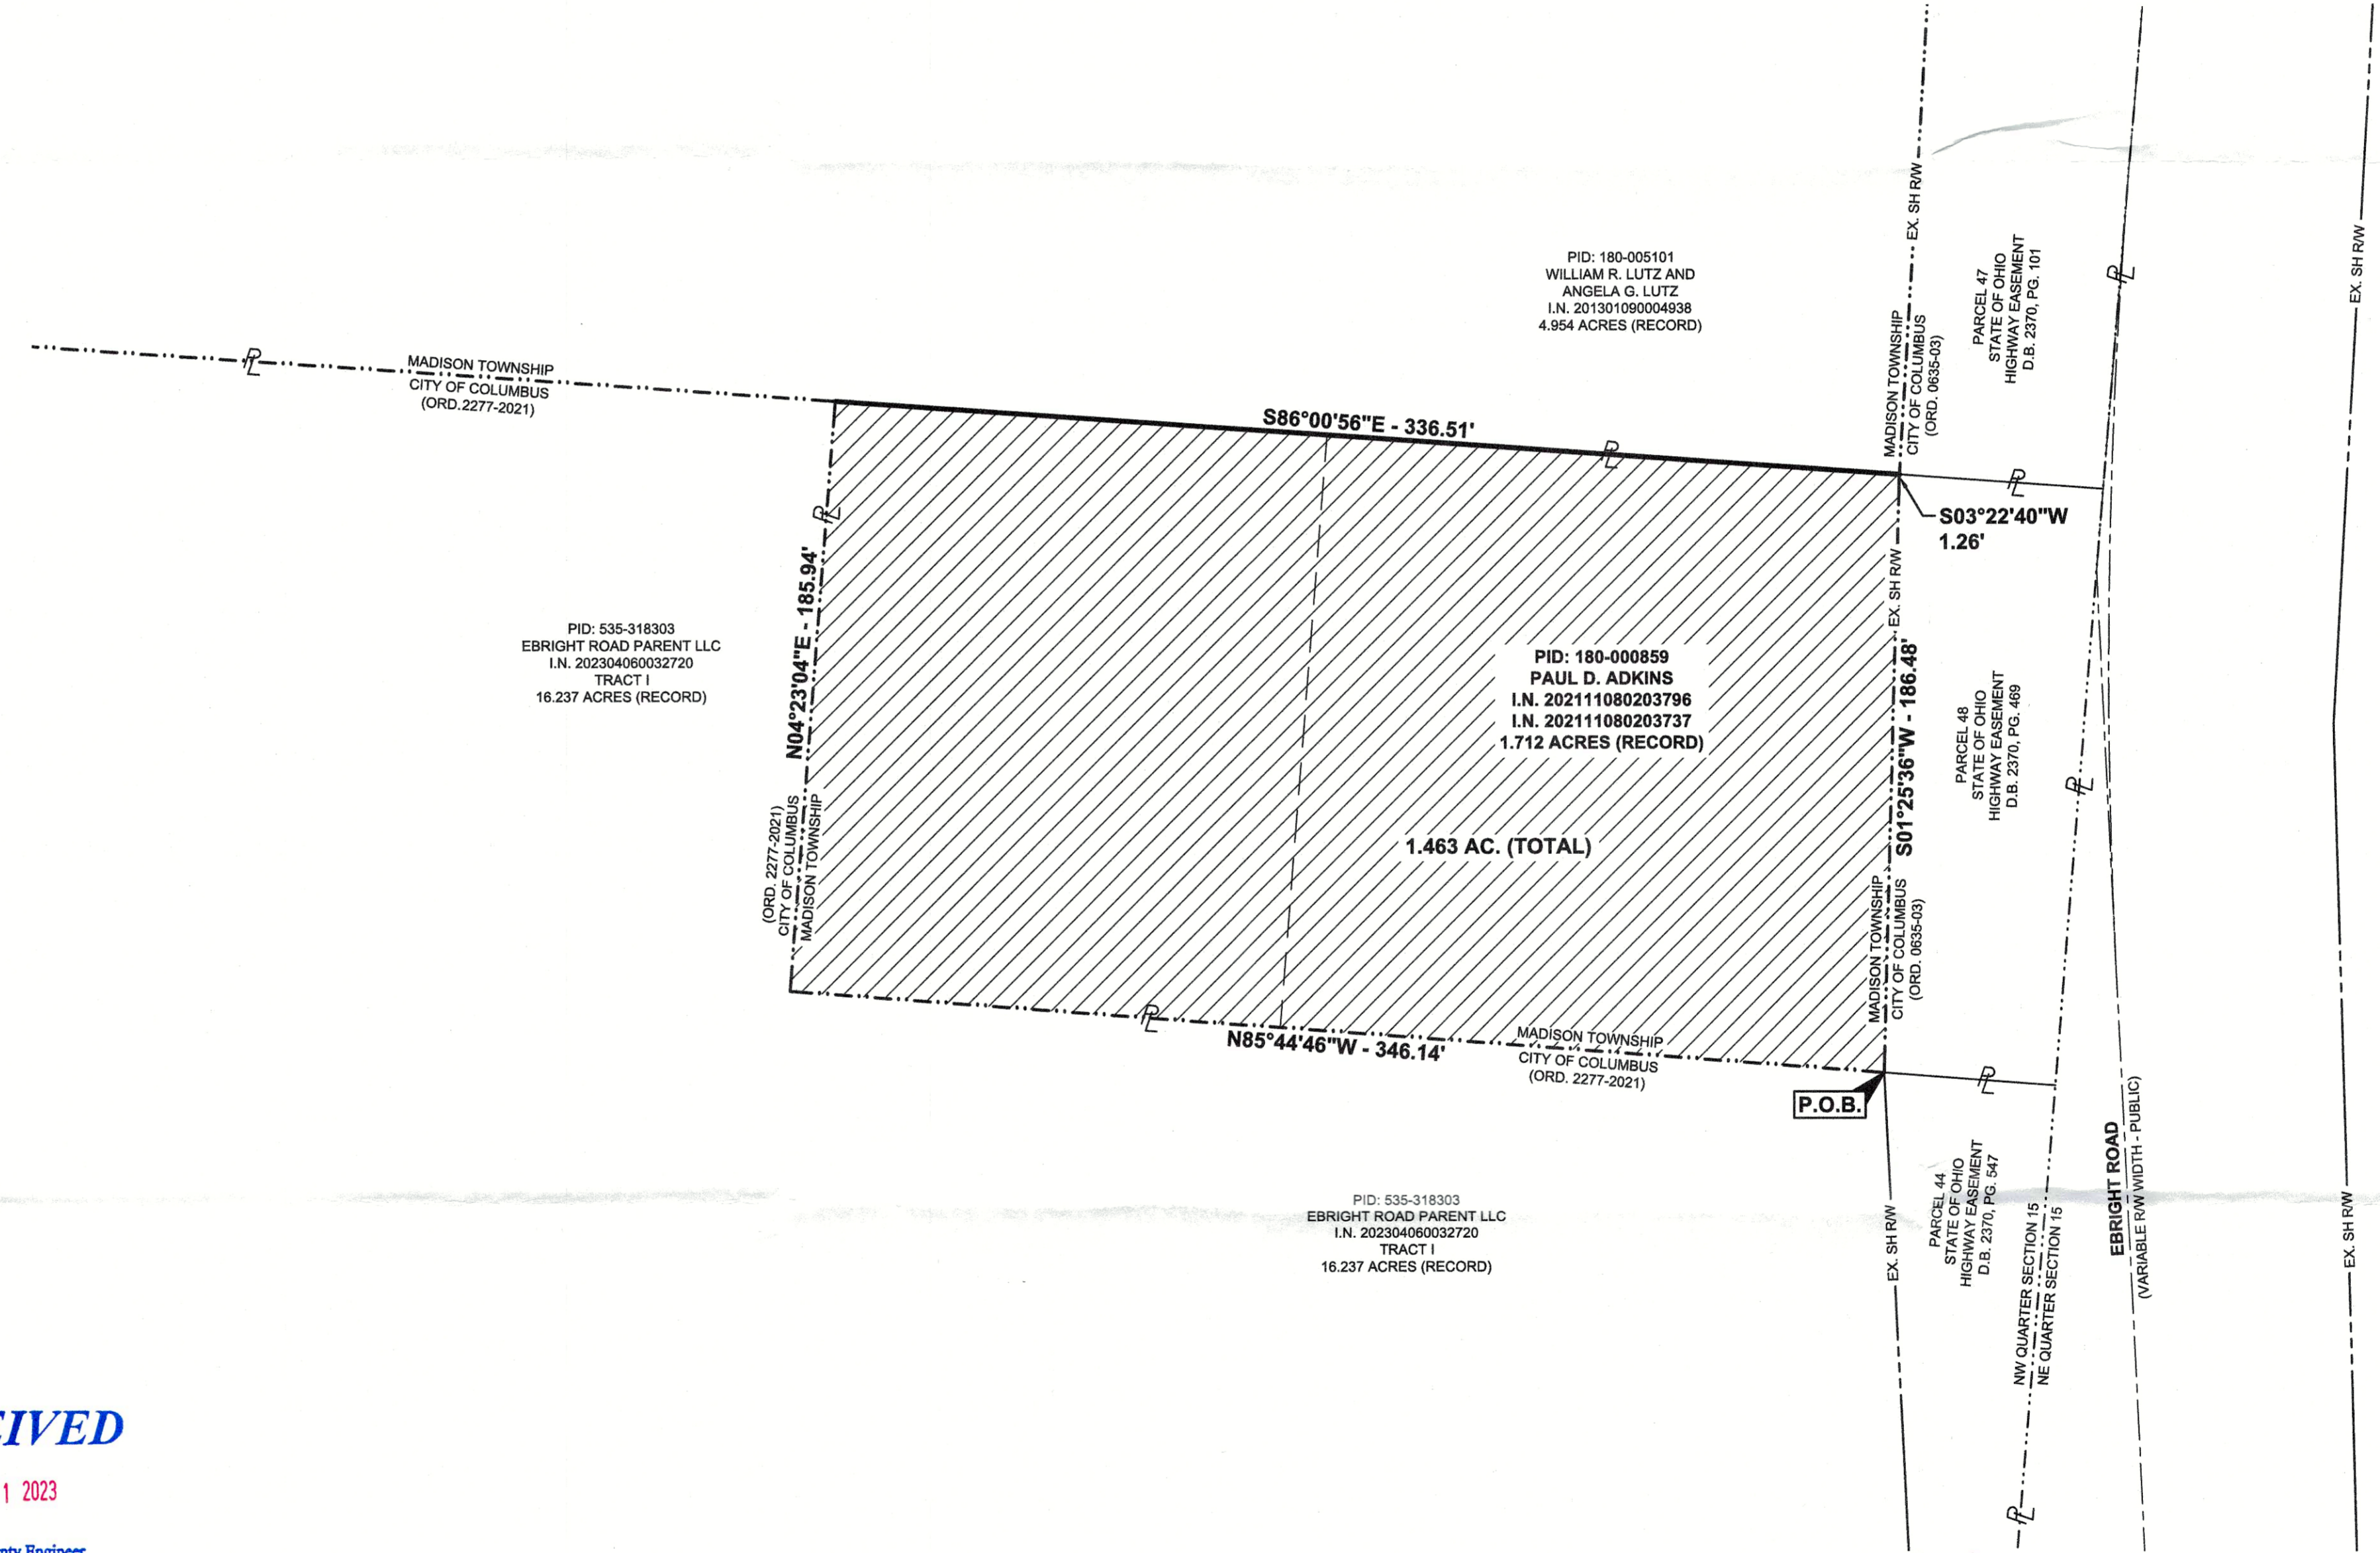 PID: 180-005101
WILLIAM R. LUTZ AND
ANGELA G. LUTZ
I.N. 201301090004938
4.954 ACRES (RECORD)
MADISON TOWNSHIP
CITY OF COLUMBUS
(ORD.2277-2021)
S86°00'56"E - 336.51'
EX. SH R/W
MADISON TOWNSHIP
CITY OF COLUMBUS
(ORD. 0635-03)
PARCEL 47
STATE OF OHIO
HIGHWAY EASEMENT
D.B. 2370, PG. 101
EX. SH R/W
S03°22'40"W
1.26'
PID: 535-318303
EBRIGHT ROAD PARENT LLC
I.N. 202304060032720
TRACT I
16.237 ACRES (RECORD)
N04°23'04"E - 185.94'
(ORD. 2277-2021)
CITY OF COLUMBUS
MADISON TOWNSHIP
PID: 180-000859
PAUL D. ADKINS
I.N. 202111080203796
I.N. 202111080203737
1.712 ACRES (RECORD)
1.463 AC. (TOTAL)
EX. SH R/W
S01°25'36"W - 186.48'
MADISON TOWNSHIP
CITY OF COLUMBUS
(ORD. 0635-03)
PARCEL 48
STATE OF OHIO
HIGHWAY EASEMENT
D.B. 2370, PG. 469
N85°44'46"W - 346.14'
MADISON TOWNSHIP
CITY OF COLUMBUS
(ORD. 2277-2021)
P.O.B.
PID: 535-318303
EBRIGHT ROAD PARENT LLC
I.N. 202304060032720
TRACT I
16.237 ACRES (RECORD)
EX. SH R/W
PARCEL 44
STATE OF OHIO
HIGHWAY EASEMENT
D.B. 2370, PG. 547
NW QUARTER SECTION 15
NE QUARTER SECTION 15
EBRIGHT ROAD
(VARIABLE R/W WIDTH - PUBLIC)
EX. SH R/W
IVED
1 2023
Engineer